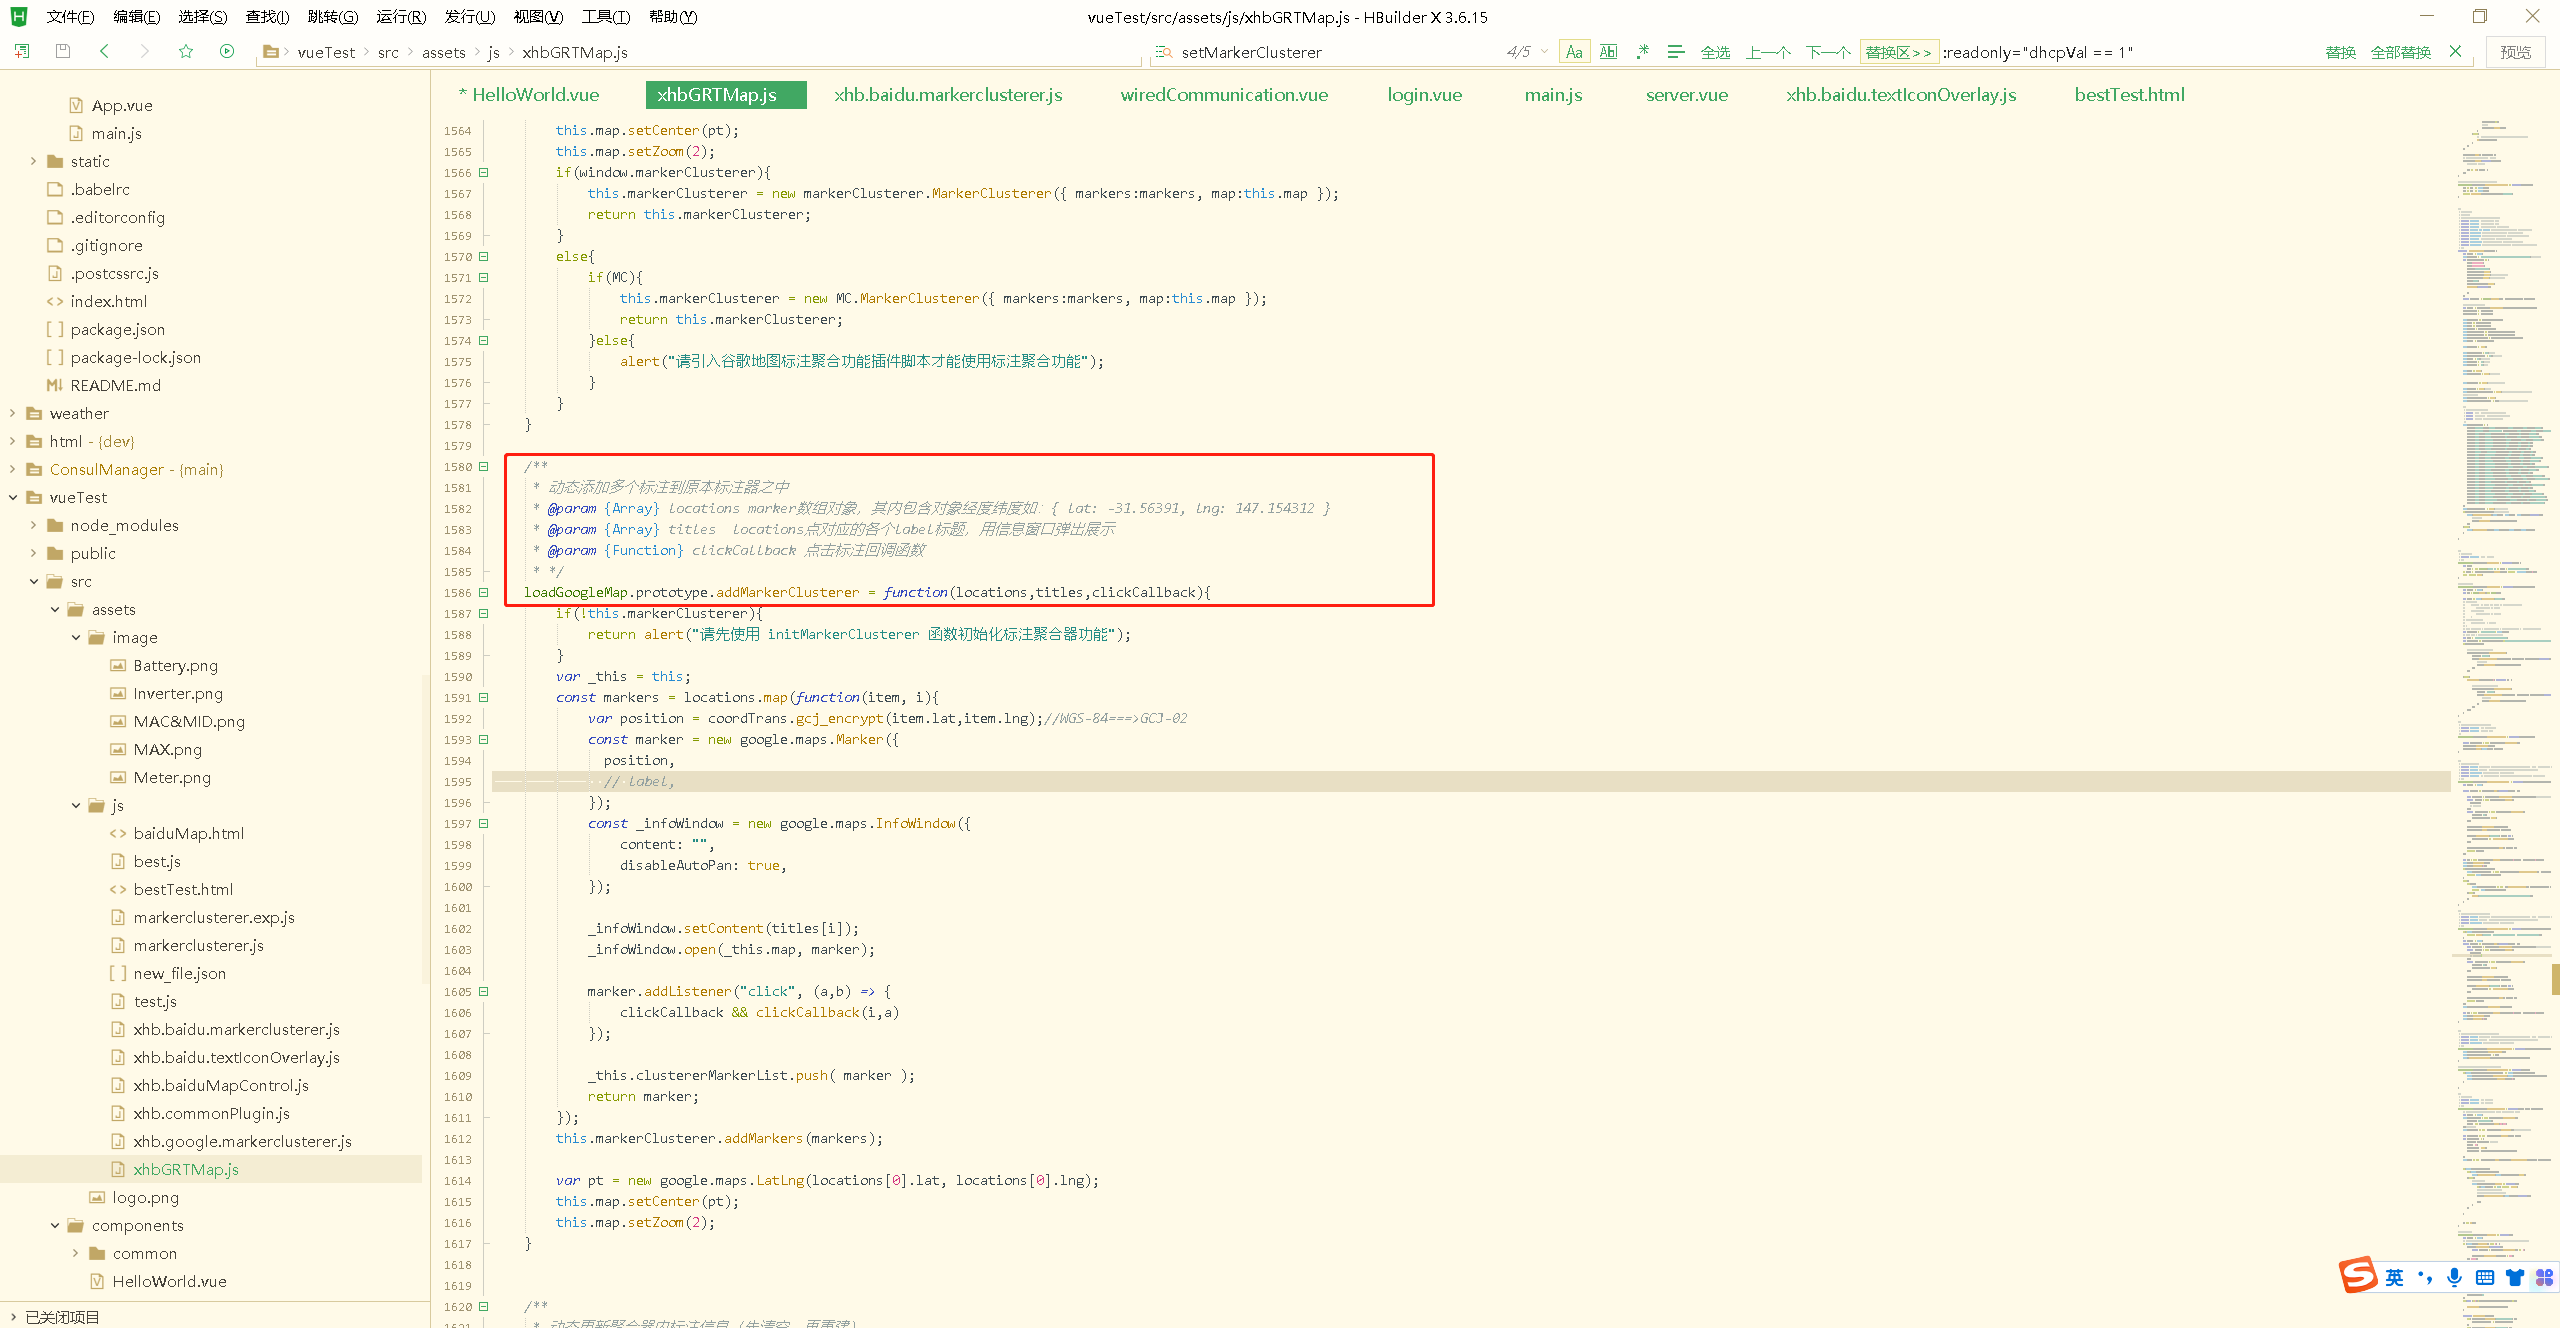 文件(F) 编辑(E) 选择(S) 查找(I) 跳转(G) 运行(R) 发行(U) 视图(V) 工具(T) 帮助(Y)
vueTest/src/assets/js/xhbGRTMap.js - HBuilder X 3.6.15
vueTest src assets js xhbGRTMap.js
setMarkerClusterer 4/5 Aa Ab| .* 全选 上一个 下一个 替换区>> :readonly="dhcpVal == 1" 替换 全部替换 预览
* HelloWorld.vue xhbGRTMap.js xhb.baidu.markerclusterer.js wiredCommunication.vue login.vue main.js server.vue xhb.baidu.textIconOverlay.js bestTest.html
App.vue
main.js
static
.babelrc
.editorconfig
.gitignore
.postcssrc.js
index.html
package.json
package-lock.json
README.md
weather
html - {dev}
ConsulManager - {main}
vueTest
node_modules
public
src
assets
image
Battery.png
Inverter.png
MAC&MID.png
MAX.png
Meter.png
js
baiduMap.html
best.js
bestTest.html
markerclusterer.exp.js
markerclusterer.js
new_file.json
test.js
xhb.baidu.markerclusterer.js
xhb.baidu.textIconOverlay.js
xhb.baiduMapControl.js
xhb.commonPlugin.js
xhb.google.markerclusterer.js
xhbGRTMap.js
logo.png
components
common
HelloWorld.vue
已关闭项目
1564 this.map.setCenter(pt);
1565 this.map.setZoom(2);
1566 if(window.markerClusterer){
1567 this.markerClusterer = new markerClusterer.MarkerClusterer({ markers:markers, map:this.map });
1568 return this.markerClusterer;
1569 }
1570 else{
1571 if(MC){
1572 this.markerClusterer = new MC.MarkerClusterer({ markers:markers, map:this.map });
1573 return this.markerClusterer;
1574 }else{
1575 alert("请引入谷歌地图标注聚合功能插件脚本才能使用标注聚合功能");
1576 }
1577 }
1578 }
1579
1580 /**
1581 * 动态添加多个标注到原本标注器之中
1582 * @param {Array} locations marker数组对象，其内包含对象经度纬度如：{ lat: -31.56391, lng: 147.154312 }
1583 * @param {Array} titles locations点对应的各个label标题，用信息窗口弹出展示
1584 * @param {Function} clickCallback 点击标注回调函数
1585 * */
1586 loadGoogleMap.prototype.addMarkerClusterer = function(locations,titles,clickCallback){
1587 if(!this.markerClusterer){
1588 return alert("请先使用 initMarkerClusterer 函数初始化标注聚合器功能");
1589 }
1590 var _this = this;
1591 const markers = locations.map(function(item, i){
1592 var position = coordTrans.gcj_encrypt(item.lat,item.lng);//WGS-84===>GCJ-02
1593 const marker = new google.maps.Marker({
1594 position,
1595 // label,
1596 });
1597 const _infoWindow = new google.maps.InfoWindow({
1598 content: "",
1599 disableAutoPan: true,
1600 });
1601
1602 _infoWindow.setContent(titles[i]);
1603 _infoWindow.open(_this.map, marker);
1604
1605 marker.addListener("click", (a,b) => {
1606 clickCallback && clickCallback(i,a)
1607 });
1608
1609 _this.clustererMarkerList.push( marker );
1610 return marker;
1611 });
1612 this.markerClusterer.addMarkers(markers);
1613
1614 var pt = new google.maps.LatLng(locations[0].lat, locations[0].lng);
1615 this.map.setCenter(pt);
1616 this.map.setZoom(2);
1617 }
1618
1619
1620 /**
1621 * 动态更新聚合器内标注信息（先清空，再重建）
英